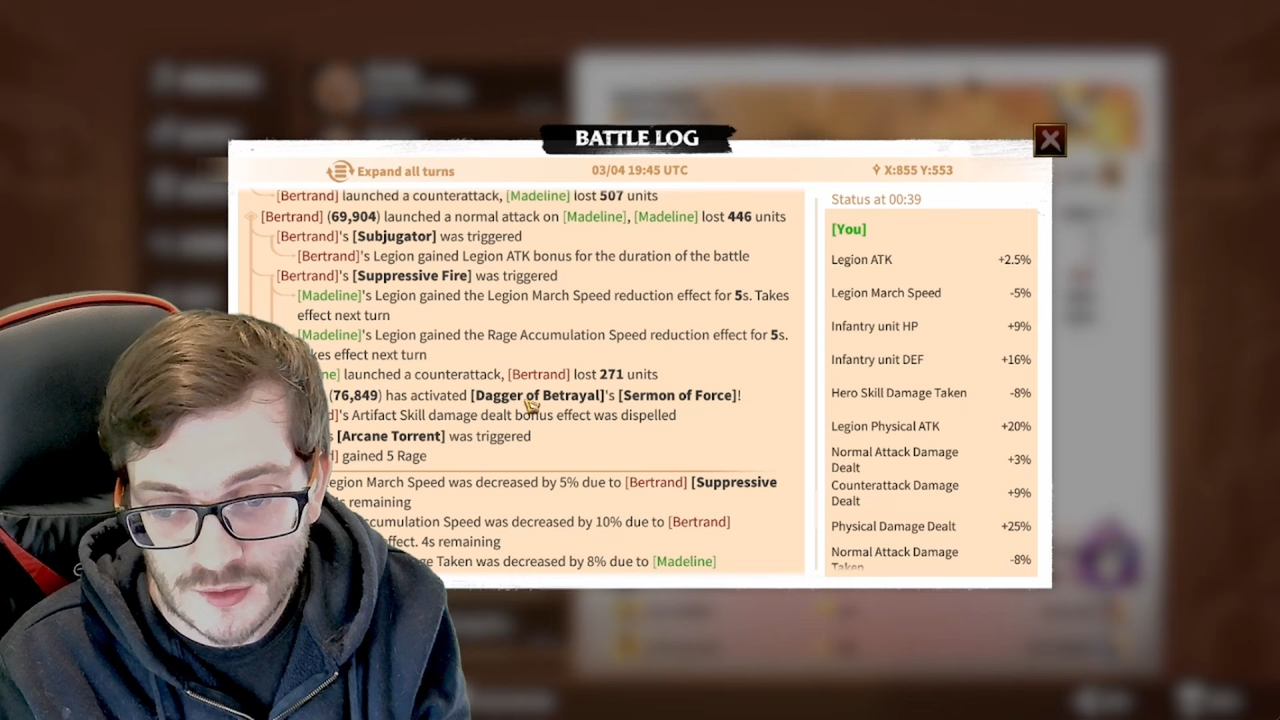 BATTLE LOG
Expand all turns
03/04 19:45 UTC
X:855 Y:553
[Bertrand] launched a counterattack, [Madeline] lost 507 units
[Bertrand] (69,904) launched a normal attack on [Madeline], [Madeline] lost 446 units
[Bertrand]'s [Subjugator] was triggered
[Bertrand]'s Legion gained Legion ATK bonus for the duration of the battle
[Bertrand]'s [Suppressive Fire] was triggered
[Madeline]'s Legion gained the Legion March Speed reduction effect for 5s. Takes
effect next turn
[Madeline]'s Legion gained the Rage Accumulation Speed reduction effect for 5s.
kes effect next turn
ne] launched a counterattack, [Bertrand] lost 271 units
(76,849) has activated [Dagger of Betrayal]'s [Sermon of Force]!
d]'s Artifact Skill damage dealt bonus effect was dispelled
s [Arcane Torrent] was triggered
d] gained 5 Rage
egion March Speed was decreased by 5% due to [Bertrand] [Suppressive
s remaining
ccumulation Speed was decreased by 10% due to [Bertrand]
effect. 4s remaining
ge Taken was decreased by 8% due to [Madeline]
Status at 00:39
[You]
Legion ATK +2.5%
Legion March Speed -5%
Infantry unit HP +9%
Infantry unit DEF +16%
Hero Skill Damage Taken -8%
Legion Physical ATK +20%
Normal Attack Damage
Dealt +3%
Counterattack Damage
Dealt +9%
Physical Damage Dealt +25%
Normal Attack Damage
Taken -8%